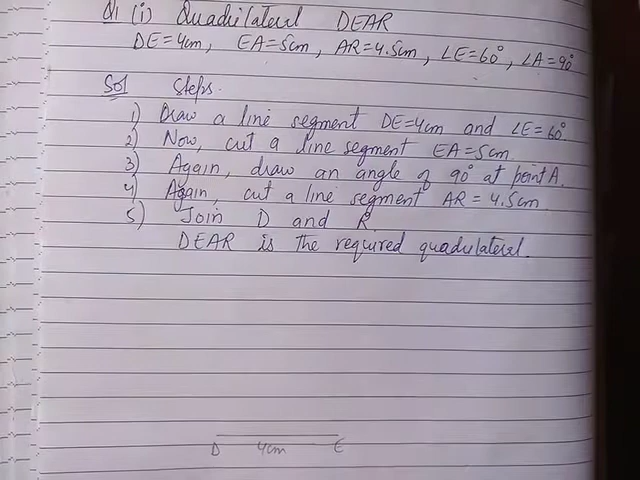 Q1 (i) Quadrilateral DEAR
DE = 4cm, EA = 5cm, AR = 4.5cm, ∠E = 60°, ∠A = 90°
Sol Steps.
1) Draw a line segment DE = 4cm and ∠E = 60°.
2) Now, cut a line segment EA = 5cm
3) Again, draw an angle of 90° at point A.
4) Again, cut a line segment AR = 4.5cm
5) Join D and R.
DEAR is the required quadrilateral.
D 4cm E